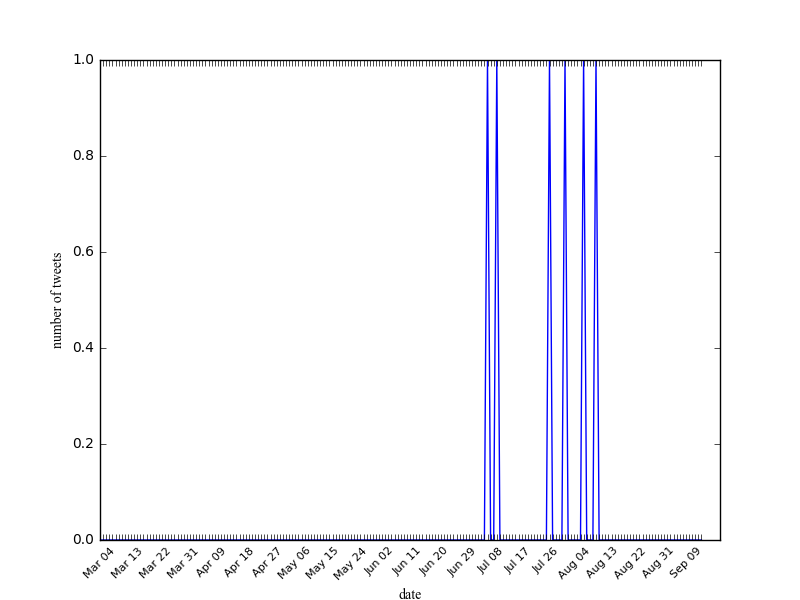 1.0
0.8
0.6
0.4
0.2
0.0
number of tweets
Mar 04 Mar 13 Mar 22 Mar 31 Apr 09 Apr 18 Apr 27 May 06 May 15 May 24 Jun 02 Jun 11 Jun 20 Jun 29 Jul 08 Jul 17 Jul 26 Aug 04 Aug 13 Aug 22 Aug 31 Sep 09
date